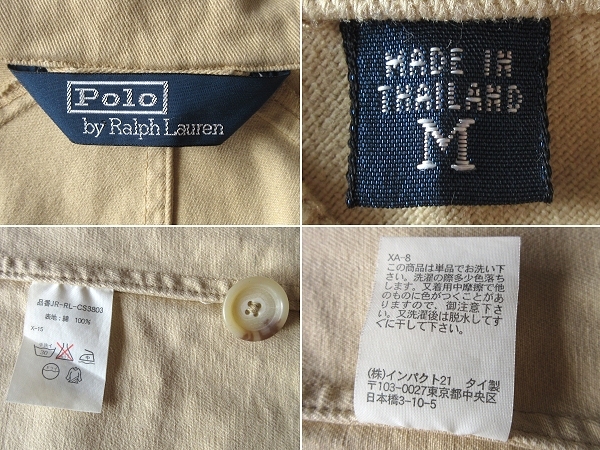 Polo
by Ralph Lauren
MADE IN
THAILAND
M
品番JR-RL-CS3803
表地: 綿 100%
X-15
XA-8
この商品は単品でお洗い下
さい。洗濯の際多少色落ち
します。又着用中摩擦で他
のものに色がつくことがあ
りますので、御注意下さ
い。又洗濯後は脱水してす
ぐに干して下さい。
(株)インパクト21 タイ製
〒103-0027東京都中央区
日本橋3-10-5